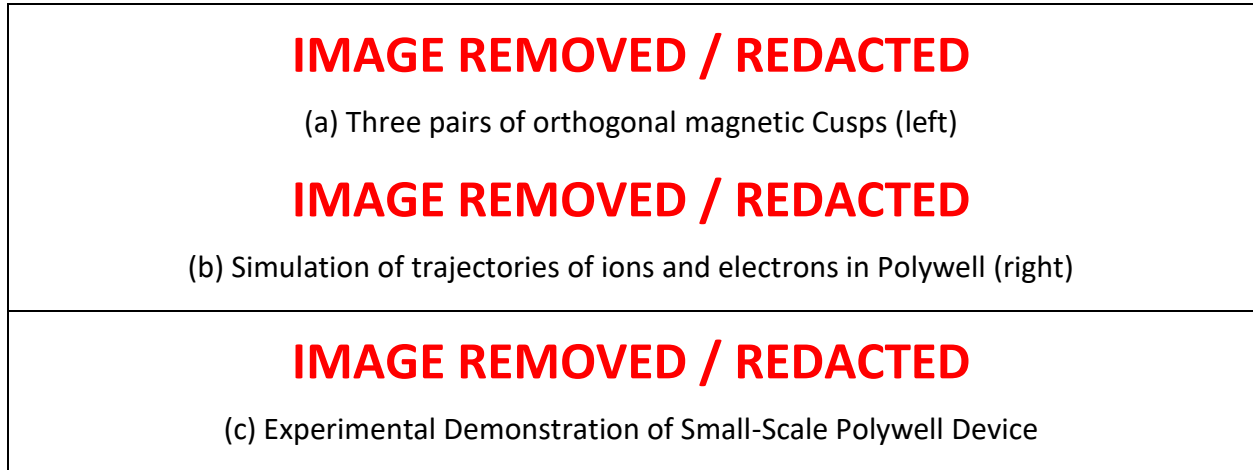 IMAGE REMOVED / REDACTED
(a) Three pairs of orthogonal magnetic Cusps (left)
IMAGE REMOVED / REDACTED
(b) Simulation of trajectories of ions and electrons in Polywell (right)
IMAGE REMOVED / REDACTED
(c) Experimental Demonstration of Small-Scale Polywell Device